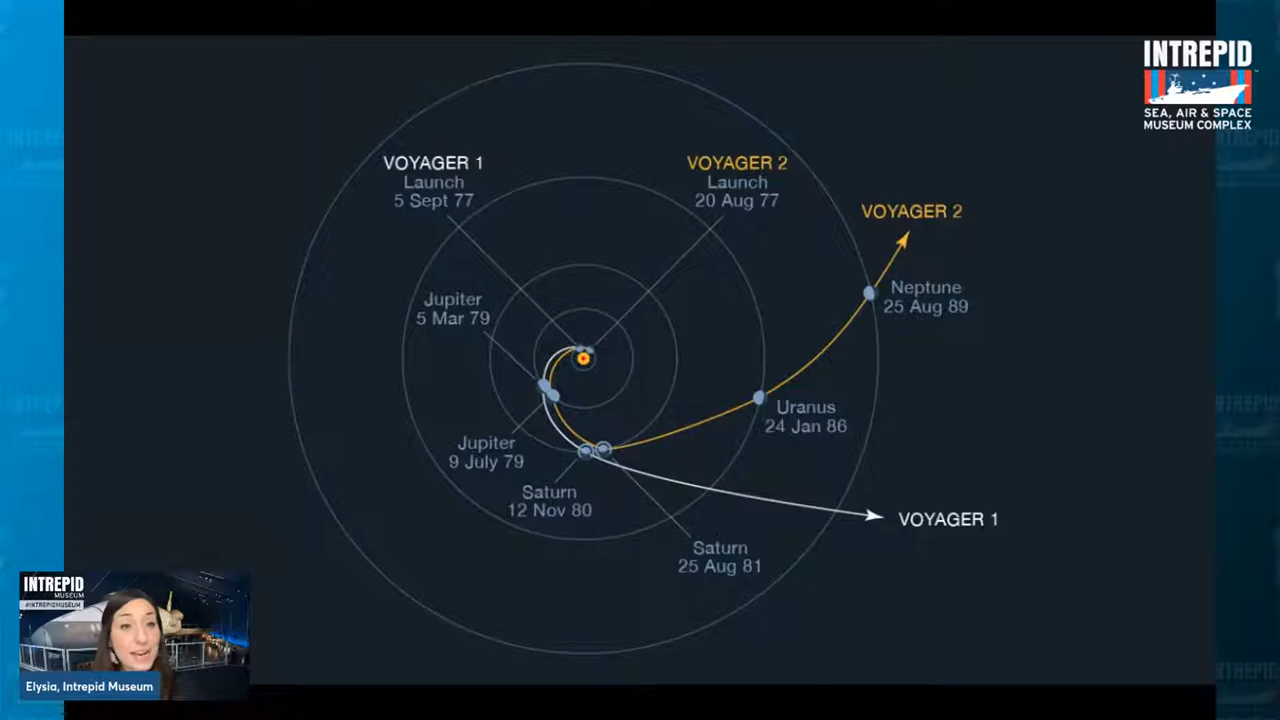 INTREPID
SEA, AIR & SPACE
MUSEUM COMPLEX
VOYAGER 1
Launch
5 Sept 77
VOYAGER 2
Launch
20 Aug 77
VOYAGER 2
Neptune
25 Aug 89
Jupiter
5 Mar 79
Uranus
24 Jan 86
Jupiter
9 July 79
Saturn
12 Nov 80
VOYAGER 1
Saturn
25 Aug 81
INTREPID
MUSEUM
#INTREPIDMUSEUM
Elysia, Intrepid Museum